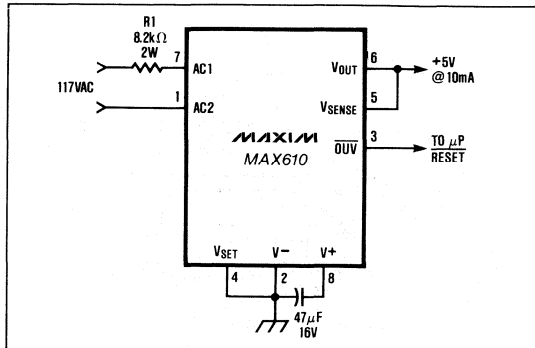 R1
8.2kΩ
2W
117VAC
7
AC1
1
AC2
MAXIM
MAX610
VOUT
6
+5V
@ 10mA
VSENSE
5
OUV
3
TO µP
RESET
VSET
V−
V+
4
2
8
47µF
16V